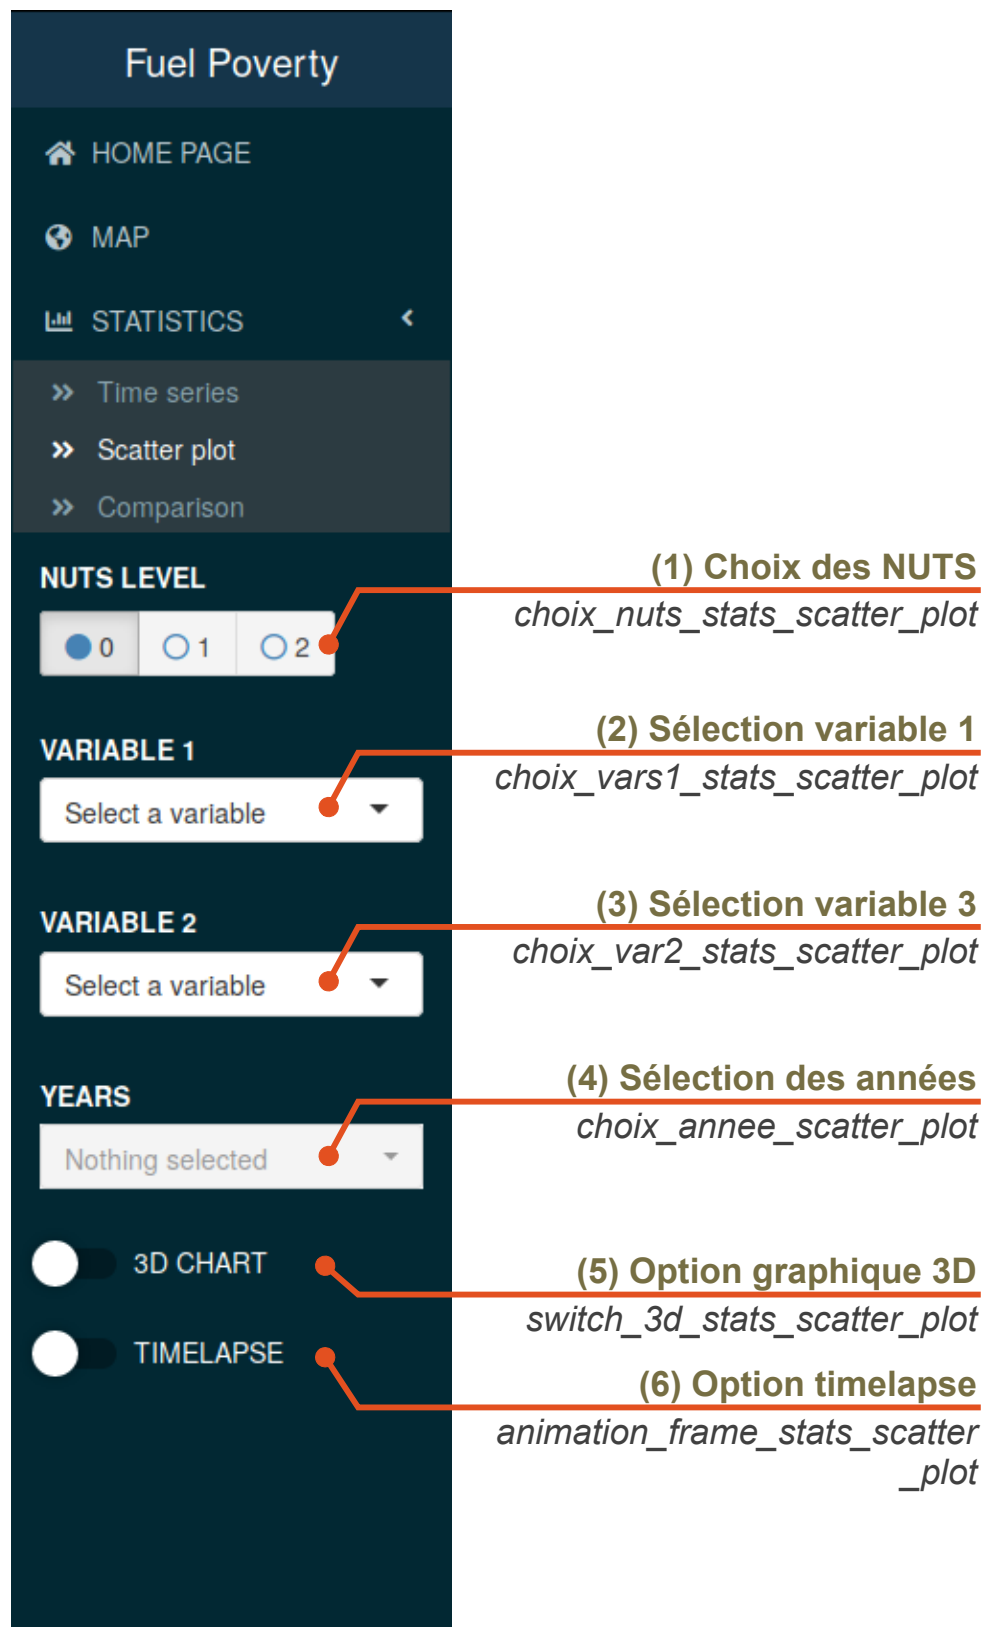 Fuel Poverty
HOME PAGE
MAP
STATISTICS
Time series
Scatter plot
Comparison
NUTS LEVEL
0 1 2
(1) Choix des NUTS
choix_nuts_stats_scatter_plot
VARIABLE 1
Select a variable
(2) Sélection variable 1
choix_vars1_stats_scatter_plot
VARIABLE 2
Select a variable
(3) Sélection variable 3
choix_var2_stats_scatter_plot
YEARS
Nothing selected
(4) Sélection des années
choix_annee_scatter_plot
3D CHART
(5) Option graphique 3D
switch_3d_stats_scatter_plot
TIMELAPSE
(6) Option timelapse
animation_frame_stats_scatter
_plot